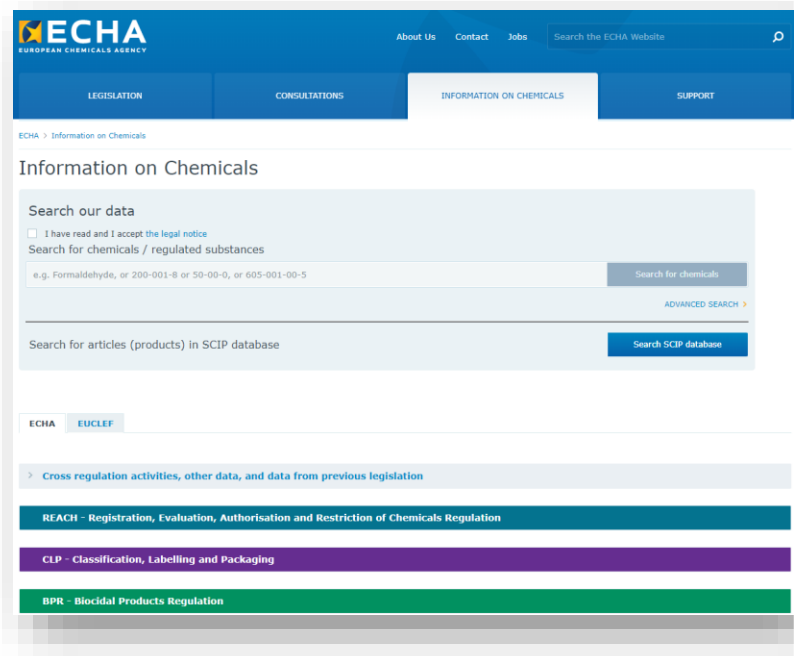 ECHA
EUROPEAN CHEMICALS AGENCY
About Us Contact Jobs Search the ECHA Website
LEGISLATION CONSULTATIONS INFORMATION ON CHEMICALS SUPPORT
ECHA > Information on Chemicals
Information on Chemicals
Search our data
I have read and I accept the legal notice
Search for chemicals / regulated substances
e.g. Formaldehyde, or 200-001-8 or 50-00-0, or 605-001-00-5 Search for chemicals
ADVANCED SEARCH >
Search for articles (products) in SCIP database Search SCIP database
ECHA EUCLEF
> Cross regulation activities, other data, and data from previous legislation
REACH - Registration, Evaluation, Authorisation and Restriction of Chemicals Regulation
CLP - Classification, Labelling and Packaging
BPR - Biocidal Products Regulation